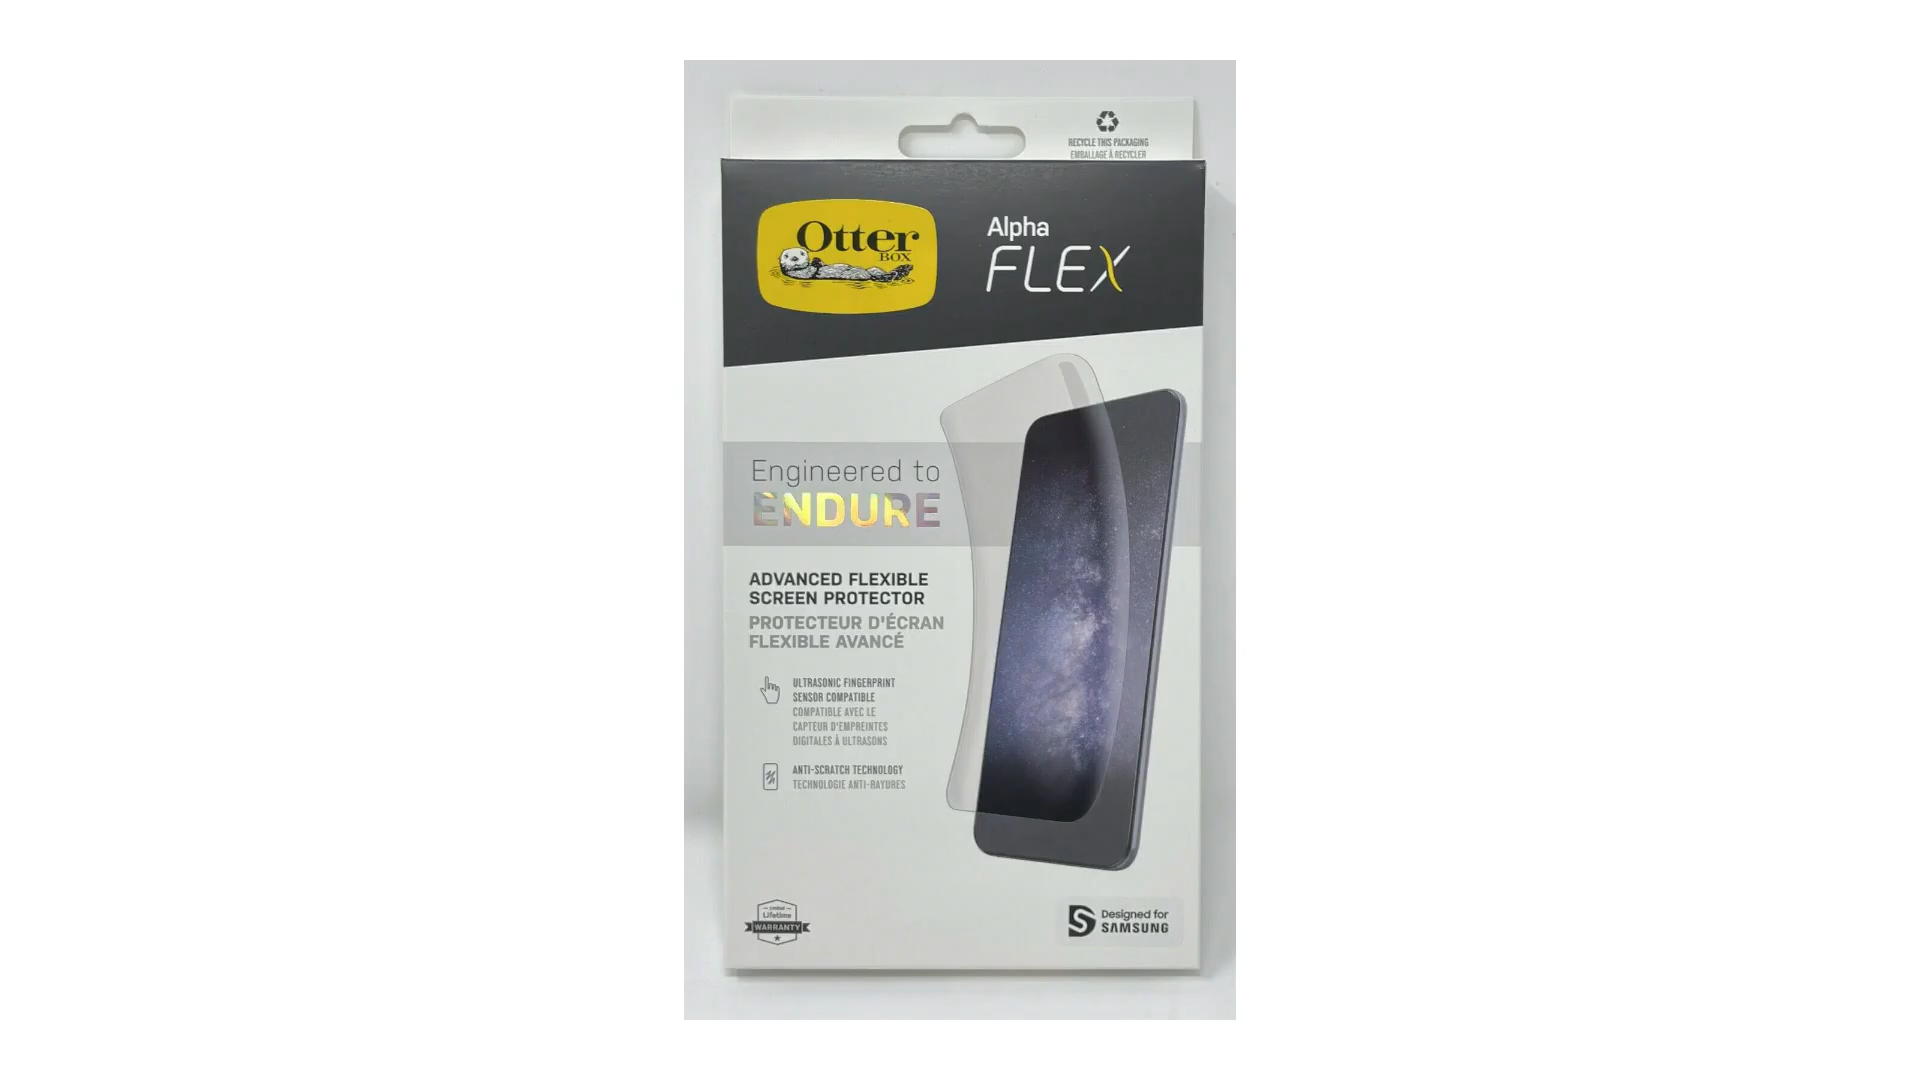 RECYCLE THIS PACKAGING
EMBALLAGE À RECYCLER
Otter
BOX
Alpha
FLEX
Engineered to
ENDURE
ADVANCED FLEXIBLE
SCREEN PROTECTOR
PROTECTEUR D'ÉCRAN
FLEXIBLE AVANCÉ
ULTRASONIC FINGERPRINT
SENSOR COMPATIBLE
COMPATIBLE AVEC LE
CAPTEUR D'EMPREINTES
DIGITALES À ULTRASONS
ANTI-SCRATCH TECHNOLOGY
TECHNOLOGIE ANTI-RAYURES
Limited
Lifetime
WARRANTY
Designed for
SAMSUNG